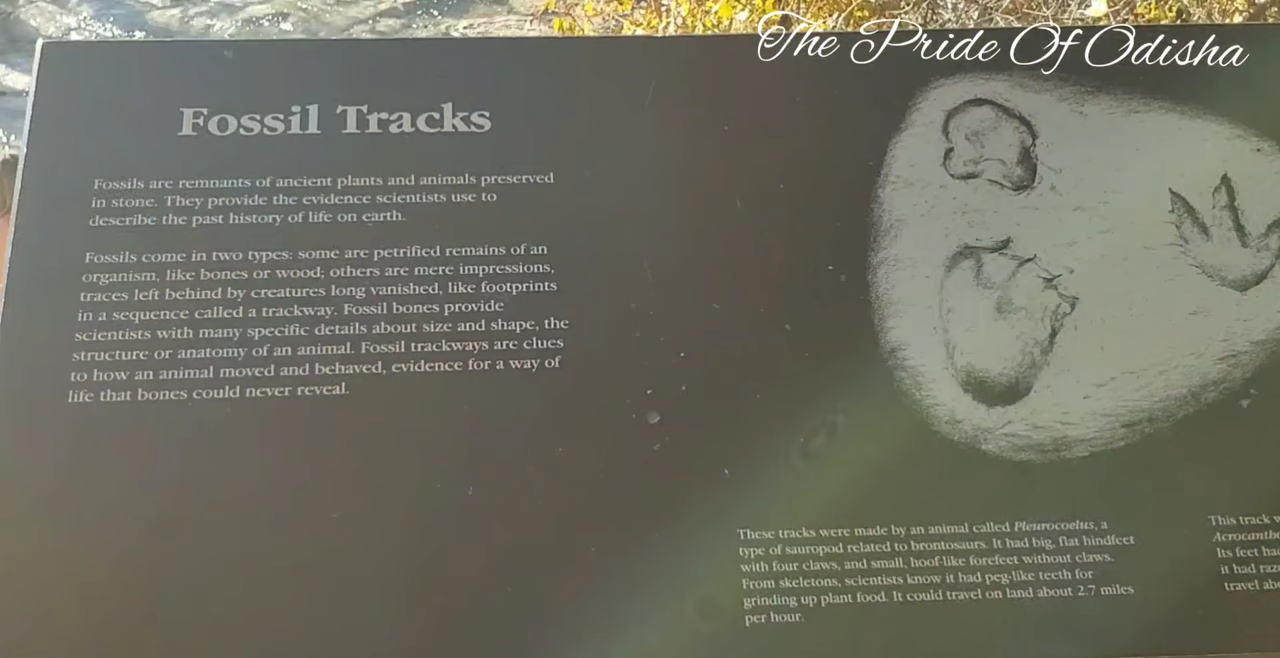 The Pride Of Odisha
Fossil Tracks
Fossils are remnants of ancient plants and animals preserved
in stone. They provide the evidence scientists use to
describe the past history of life on earth.
Fossils come in two types: some are petrified remains of an
organism, like bones or wood; others are mere impressions,
traces left behind by creatures long vanished, like footprints
in a sequence called a trackway. Fossil bones provide
scientists with many specific details about size and shape, the
structure or anatomy of an animal. Fossil trackways are clues
to how an animal moved and behaved, evidence for a way of
life that bones could never reveal.
These tracks were made by an animal called Pleurocoelus, a
type of sauropod related to brontosaurs. It had big, flat hindfeet
with four claws, and small, hoof-like forefeet without claws.
From skeletons, scientists know it had peg-like teeth for
grinding up plant food. It could travel on land about 2.7 miles
per hour.
This track
Its feet
it had
travel